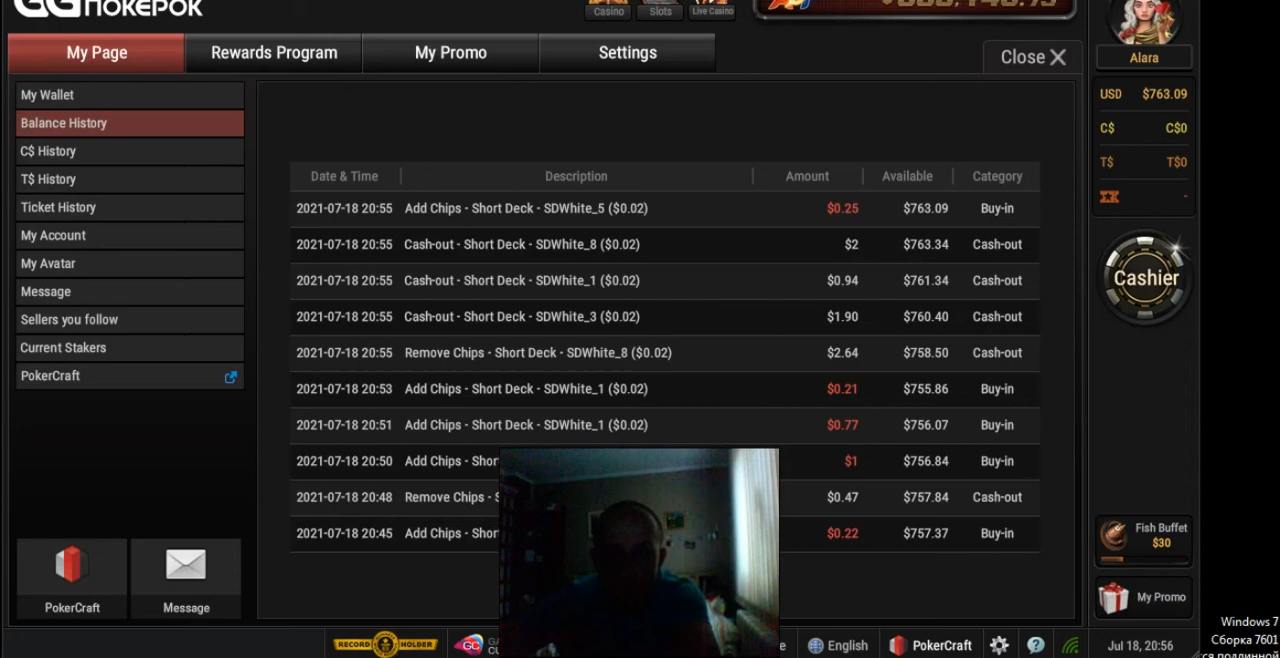 GGПОКЕРОК
Casino
Slots
Live Casino
My Page
Rewards Program
My Promo
Settings
Close
Alara
My Wallet
Balance History
C$ History
T$ History
Ticket History
My Account
My Avatar
Message
Sellers you follow
Current Stakers
PokerCraft
USD $763.09
C$ C$0
T$ T$0
-
Cashier
Date & Time Description Amount Available Category
2021-07-18 20:55 Add Chips - Short Deck - SDWhite_5 ($0.02) $0.25 $763.09 Buy-in
2021-07-18 20:55 Cash-out - Short Deck - SDWhite_8 ($0.02) $2 $763.34 Cash-out
2021-07-18 20:55 Cash-out - Short Deck - SDWhite_1 ($0.02) $0.94 $761.34 Cash-out
2021-07-18 20:55 Cash-out - Short Deck - SDWhite_3 ($0.02) $1.90 $760.40 Cash-out
2021-07-18 20:55 Remove Chips - Short Deck - SDWhite_8 ($0.02) $2.64 $758.50 Cash-out
2021-07-18 20:53 Add Chips - Short Deck - SDWhite_1 ($0.02) $0.21 $755.86 Buy-in
2021-07-18 20:51 Add Chips - Short Deck - SDWhite_1 ($0.02) $0.77 $756.07 Buy-in
2021-07-18 20:50 Add Chips - Shor $1 $756.84 Buy-in
2021-07-18 20:48 Remove Chips - S $0.47 $757.84 Cash-out
2021-07-18 20:45 Add Chips - Shor $0.22 $757.37 Buy-in
Fish Buffet
$30
My Promo
PokerCraft
Message
RECORD HOLDER
GC
English
PokerCraft
Jul 18, 20:56
Windows 7
Сборка 7601